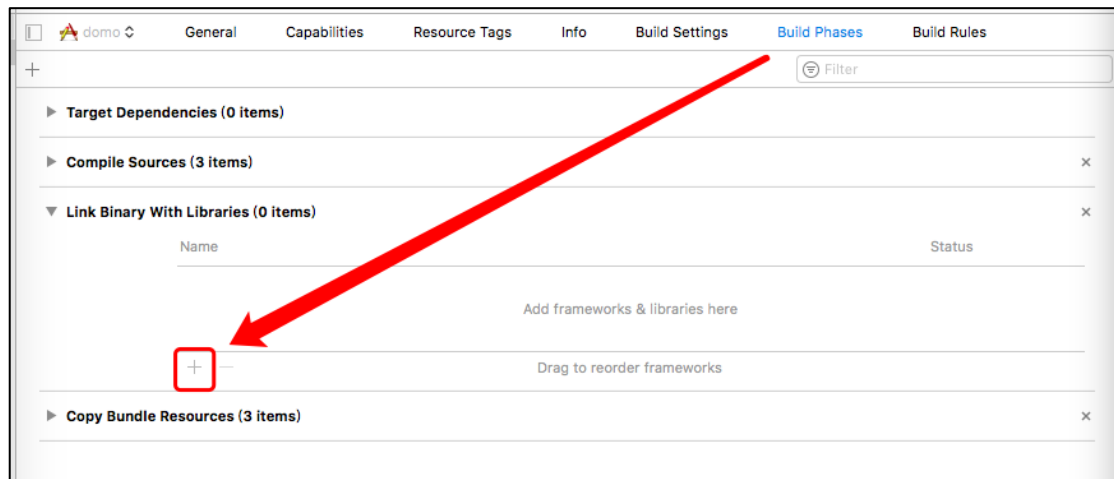 domo General Capabilities Resource Tags Info Build Settings Build Phases Build Rules
Filter
Target Dependencies (0 items)
Compile Sources (3 items)
Link Binary With Libraries (0 items)
Name Status
Add frameworks & libraries here
Drag to reorder frameworks
Copy Bundle Resources (3 items)